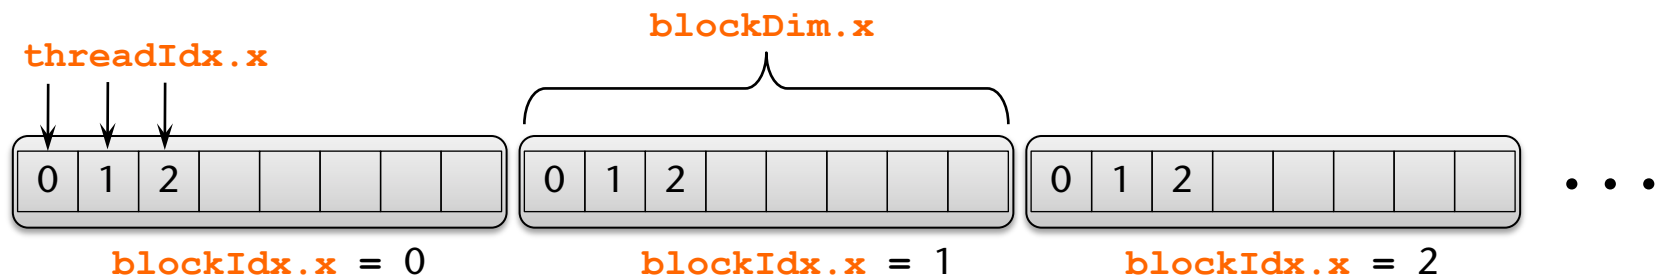 blockDim.x
threadIdx.x
0 1 2 0 1 2 0 1 2 . . .
blockIdx.x = 0 blockIdx.x = 1 blockIdx.x = 2